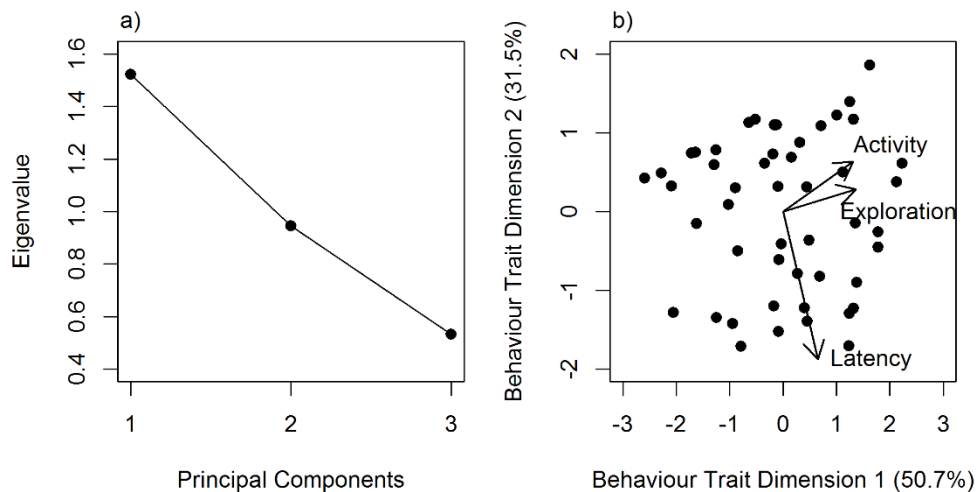 a)
Eigenvalue
1.6
1.4
1.2
1.0
0.8
0.6
0.4
1
2
3
Principal Components
b)
Behaviour Trait Dimension 2 (31.5%)
2
1
0
-1
-2
Activity
Exploration
Latency
-3
-2
-1
0
1
2
3
Behaviour Trait Dimension 1 (50.7%)